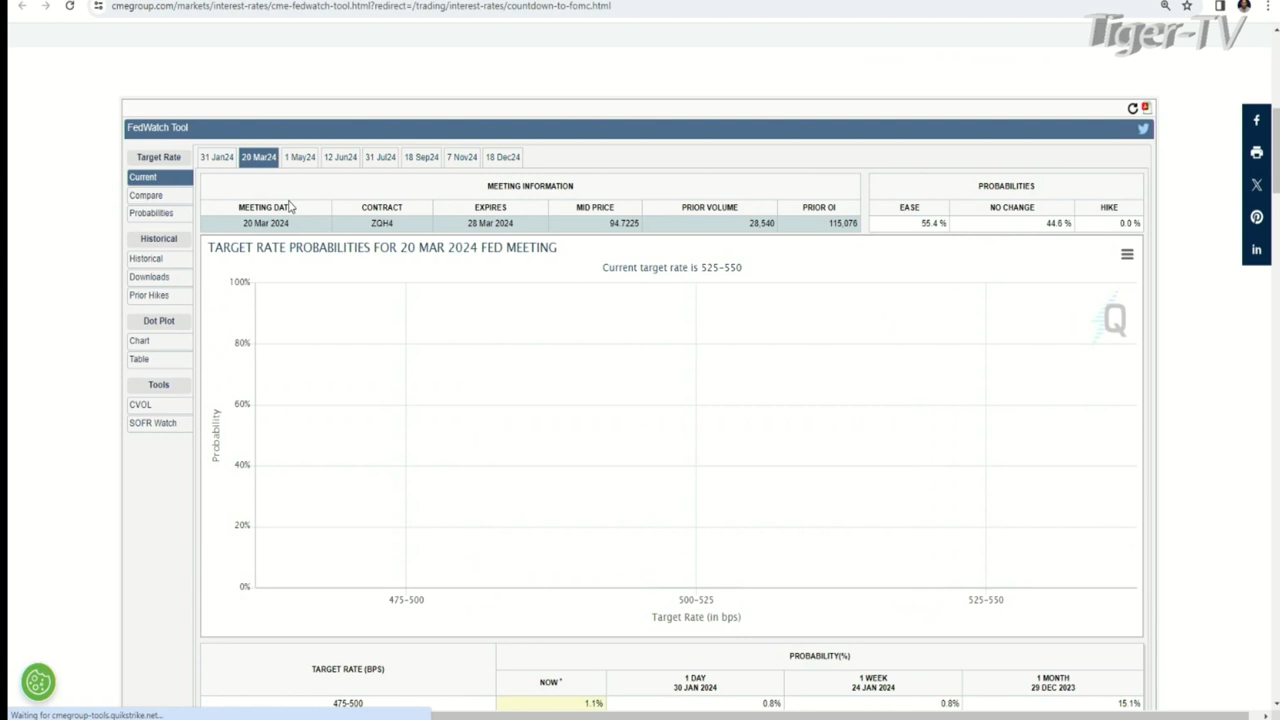 cmegroup.com/markets/interest-rates/cme-fedwatch-tool.html?redirect=/trading/interest-rates/countdown-to-fomc.html
Tiger-TV
FedWatch Tool
Target Rate
Current
Compare
Probabilities
Historical
Historical
Downloads
Prior Hikes
Dot Plot
Chart
Table
Tools
CVOL
SOFR Watch
31 Jan24 20 Mar24 1 May24 12 Jun24 31 Jul24 18 Sep24 7 Nov24 18 Dec24
MEETING INFORMATION
MEETING DATE CONTRACT EXPIRES MID PRICE PRIOR VOLUME PRIOR OI
20 Mar 2024 ZQH4 28 Mar 2024 94.7225 28,540 115,076
PROBABILITIES
EASE NO CHANGE HIKE
55.4 % 44.6 % 0.0 %
TARGET RATE PROBABILITIES FOR 20 MAR 2024 FED MEETING
Current target rate is 525-550
Q
Probability
100%
80%
60%
40%
20%
0%
475-500 500-525 525-550
Target Rate (in bps)
TARGET RATE (BPS)
PROBABILITY(%)
NOW *
1 DAY
30 JAN 2024
1 WEEK
24 JAN 2024
1 MONTH
29 DEC 2023
475-500 1.1% 0.8% 0.8% 15.1%
f
X
in
Waiting for cmegroup-tools.quikstrike.net...